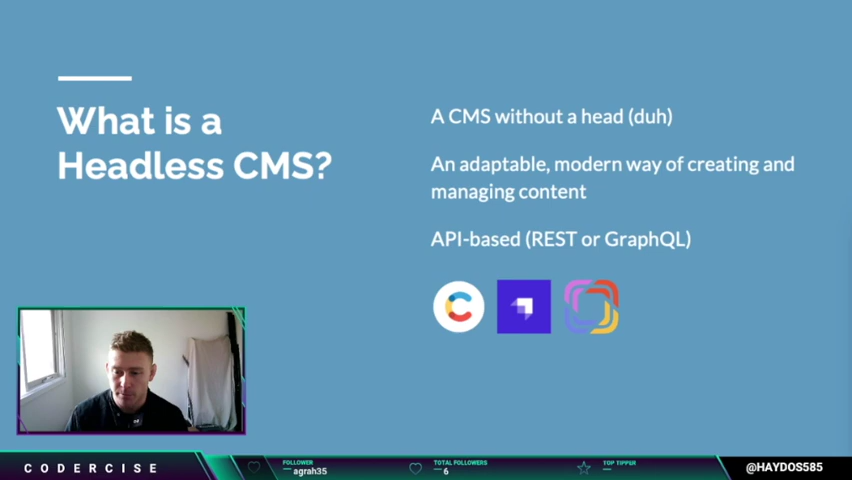 What is a
Headless CMS?
A CMS without a head (duh)
An adaptable, modern way of creating and
managing content
API-based (REST or GraphQL)
CODERCISE
FOLLOWER
agrah35
TOTAL FOLLOWERS
6
TOP TIPPER
@HAYDOS585